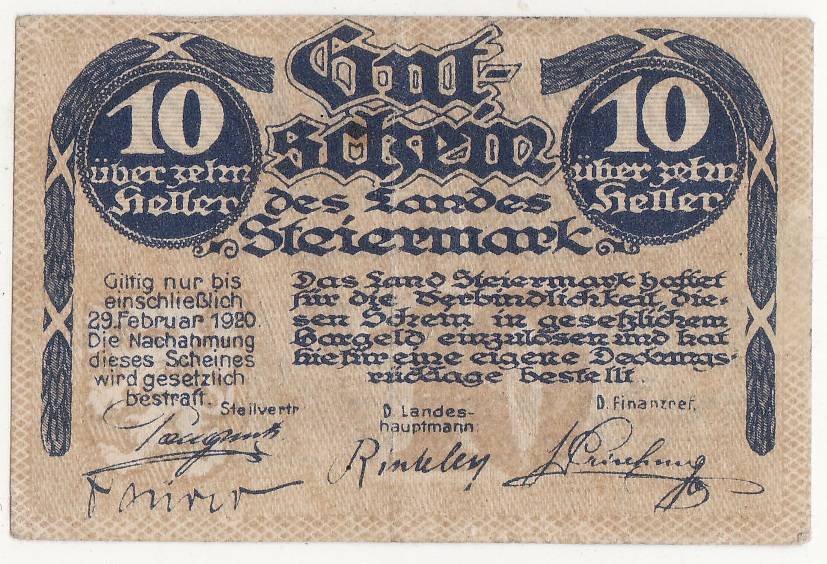 Gut-
schein
des Landes
Steiermark
10
über zehn
Heller
10
über zehn
Heller
Giltig nur bis
einschließlich
29. Februar 1920.
Die Nachahmung
dieses Scheines
wird gesetzlich
bestraft.
Das Land Steiermark haftet
für die Verbindlichkeit, die-
sen Schein in gesetzlichem
Bargeld einzulösen und hat
hiefür eine eigene Deckungs-
rücklage bestellt.
Stellvertr
D. Landes-
hauptmann:
D. Finanzref.
Rintelen